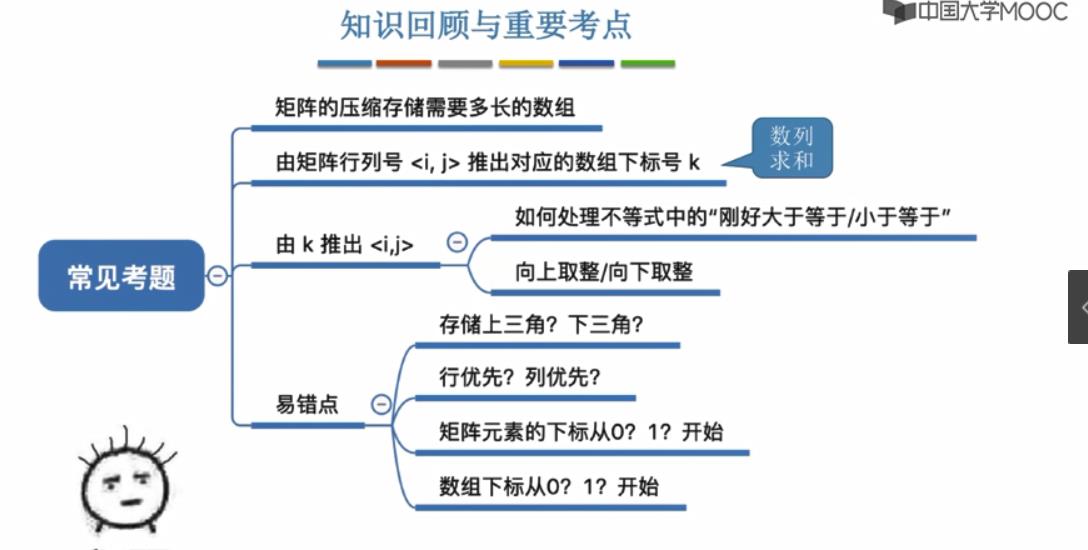 知识回顾与重要考点
中国大学MOOC
矩阵的压缩存储需要多长的数组
由矩阵行列号 <i, j> 推出对应的数组下标号 k
数列
求和
由 k 推出 <i,j>
如何处理不等式中的“刚好大于等于/小于等于”
向上取整/向下取整
常见考题
易错点
存储上三角？下三角？
行优先？列优先？
矩阵元素的下标从0？1？开始
数组下标从0？1？开始